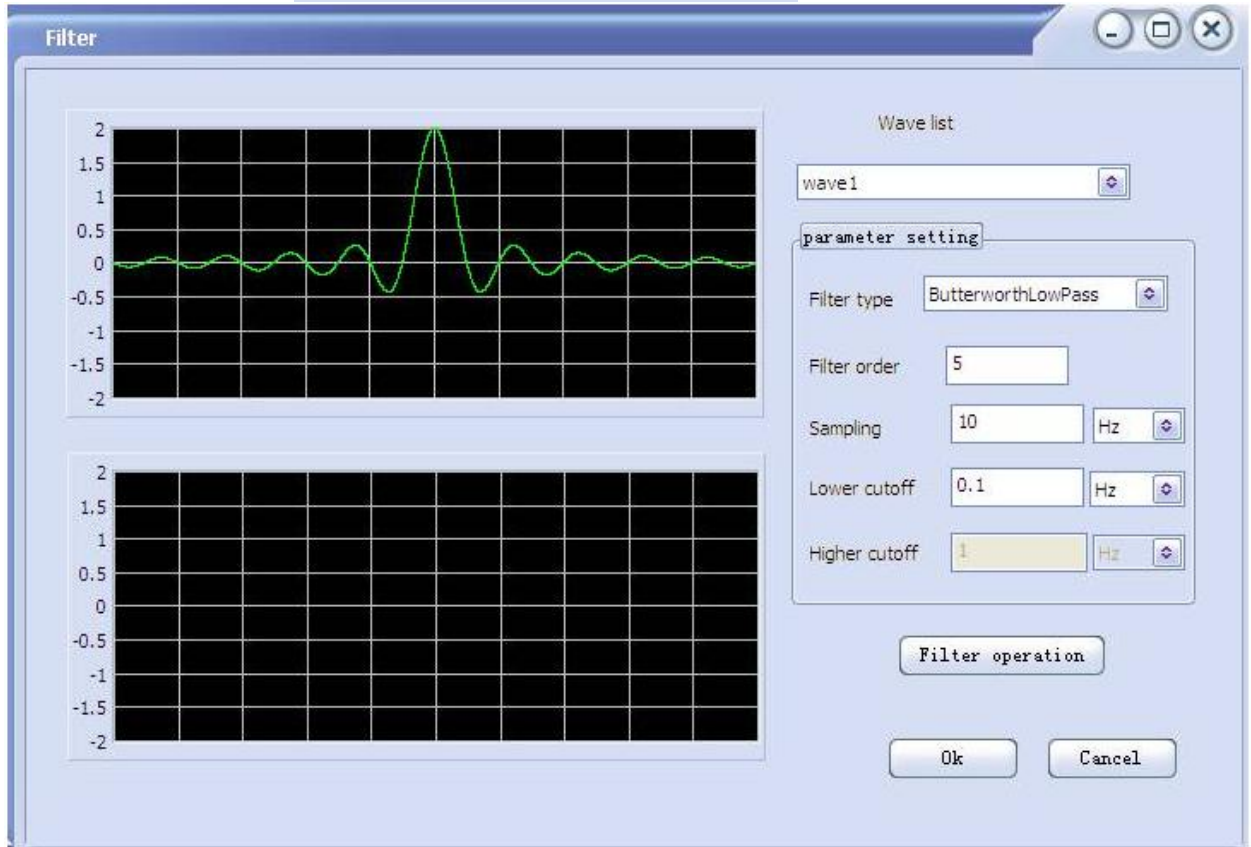 Filter
2
1.5
1
0.5
0
-0.5
-1
-1.5
-2
2
1.5
1
0.5
0
-0.5
-1
-1.5
-2
Wave list
wave1
parameter setting
Filter type ButterworthLowPass
Filter order 5
Sampling 10 Hz
Lower cutoff 0.1 Hz
Higher cutoff 1 Hz
Filter operation
Ok Cancel